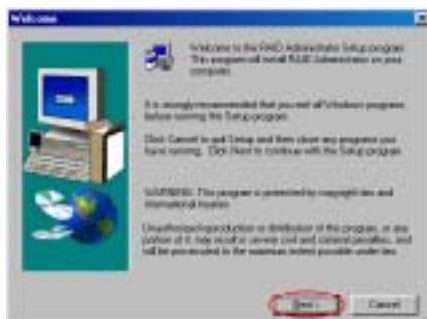 Welcome
Welcome to the RAID Administrator Setup program.
This program will install RAID Administrator on your
computer.
It is strongly recommended that you exit all Windows programs
before running this Setup program.
Click Cancel to quit Setup and then close any programs you
have running. Click Next to continue with the Setup program.
WARNING: This program is protected by copyright law and
international treaties.
Unauthorized reproduction or distribution of this program, or any
portion of it, may result in severe civil and criminal penalties, and
will be prosecuted to the maximum extent possible under law.
Next >
Cancel